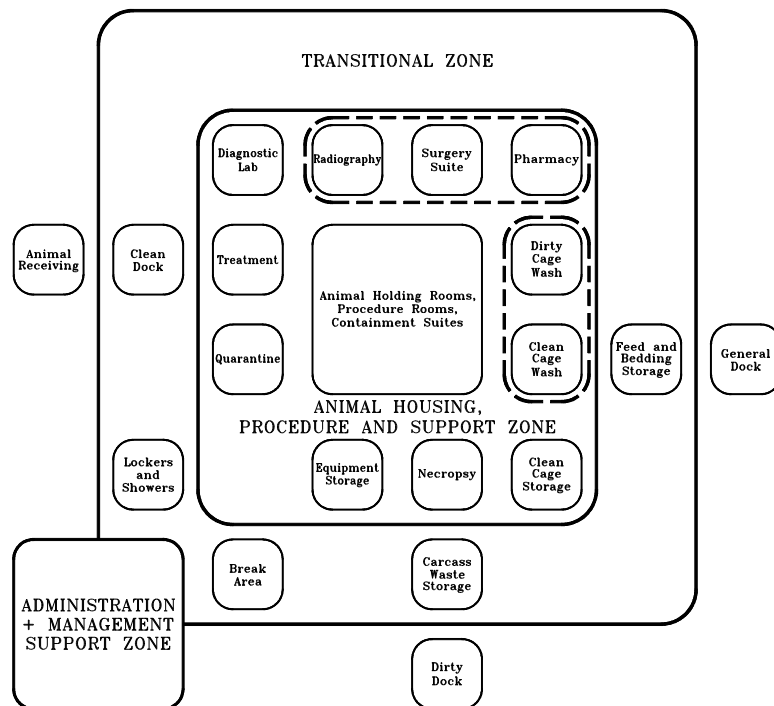 TRANSITIONAL ZONE
Diagnostic
Lab
Radiography
Surgery
Suite
Pharmacy
Animal
Receiving
Clean
Dock
Treatment
Animal Holding Rooms,
Procedure Rooms,
Containment Suites
Dirty
Cage
Wash
Quarantine
Clean
Cage
Wash
Feed and
Bedding
Storage
General
Dock
ANIMAL HOUSING,
PROCEDURE AND SUPPORT ZONE
Lockers
and
Showers
Equipment
Storage
Necropsy
Clean
Cage
Storage
ADMINISTRATION
+ MANAGEMENT
SUPPORT ZONE
Break
Area
Carcass
Waste
Storage
Dirty
Dock